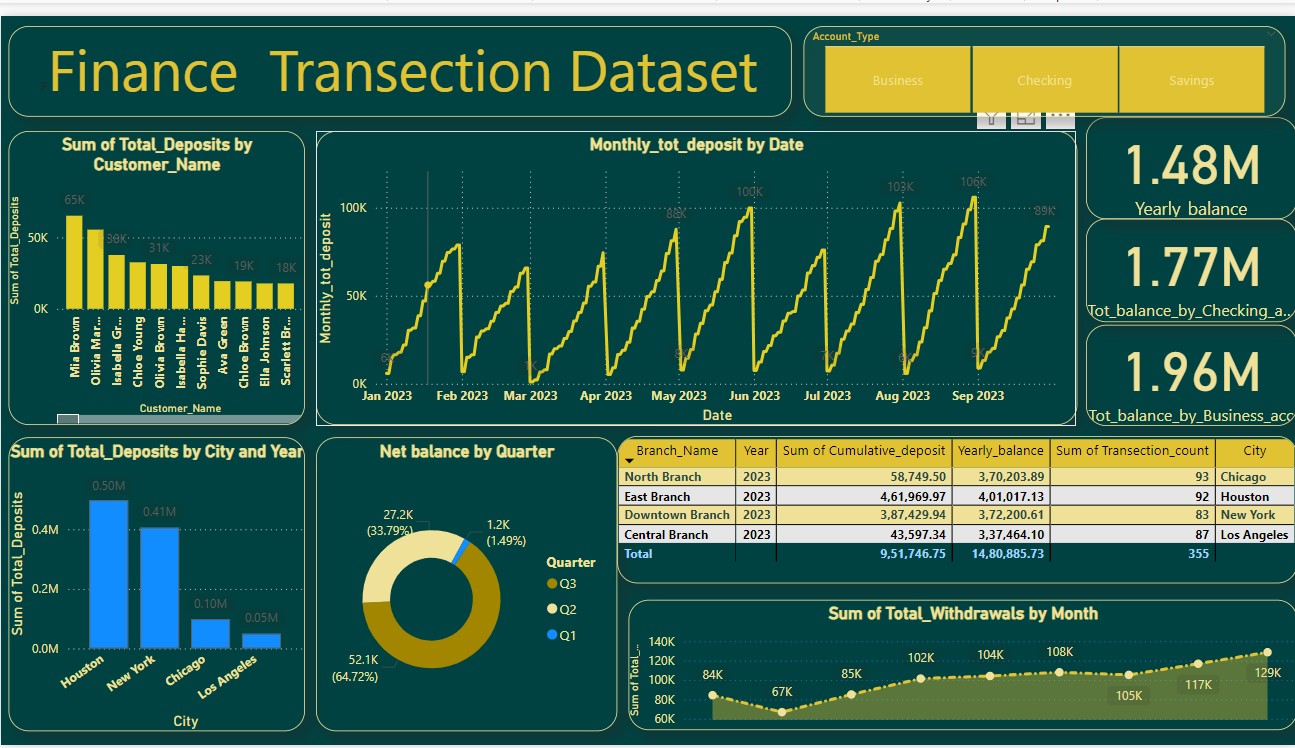 Finance Transection Dataset
Account_Type
Business
Checking
Savings
Sum of Total_Deposits by
Customer_Name
Sum of Total_Deposits
50K
0K
65K
38K
31K
23K
19K
18K
Mia Brown
Olivia Mar...
Isabella Gr...
Chloe Young
Olivia Brown
Isabella Ha...
Sophie Davis
Ava Green
Chloe Brown
Ella Johnson
Scarlett Br...
Customer_Name
Monthly_tot_deposit by Date
Monthly_tot_deposit
100K
50K
0K
88K
100K
103K
106K
89K
Jan 2023
Feb 2023
Mar 2023
Apr 2023
May 2023
Jun 2023
Jul 2023
Aug 2023
Sep 2023
Date
1.48M
Yearly_balance
1.77M
Tot_balance_by_Checking_a...
1.96M
Tot_balance_by_Business_acc
Sum of Total_Deposits by City and Year
Sum of Total_Deposits
0.4M
0.2M
0.0M
0.50M
0.41M
0.10M
0.05M
Houston
New York
Chicago
Los Angeles
City
Net balance by Quarter
27.2K
(33.79%)
1.2K
(1.49%)
52.1K
(64.72%)
Quarter
Q3
Q2
Q1
Branch_Name Year Sum of Cumulative_deposit Yearly_balance Sum of Transection_count City
North Branch 2023 58,749.50 3,70,203.89 93 Chicago
East Branch 2023 4,61,969.97 4,01,017.13 92 Houston
Downtown Branch 2023 3,87,429.94 3,72,200.61 83 New York
Central Branch 2023 43,597.34 3,37,464.10 87 Los Angeles
Total 9,51,746.75 14,80,885.73 355
Sum of Total_Withdrawals by Month
Sum of Total_...
140K
120K
100K
80K
60K
84K
67K
85K
102K
104K
108K
105K
117K
129K